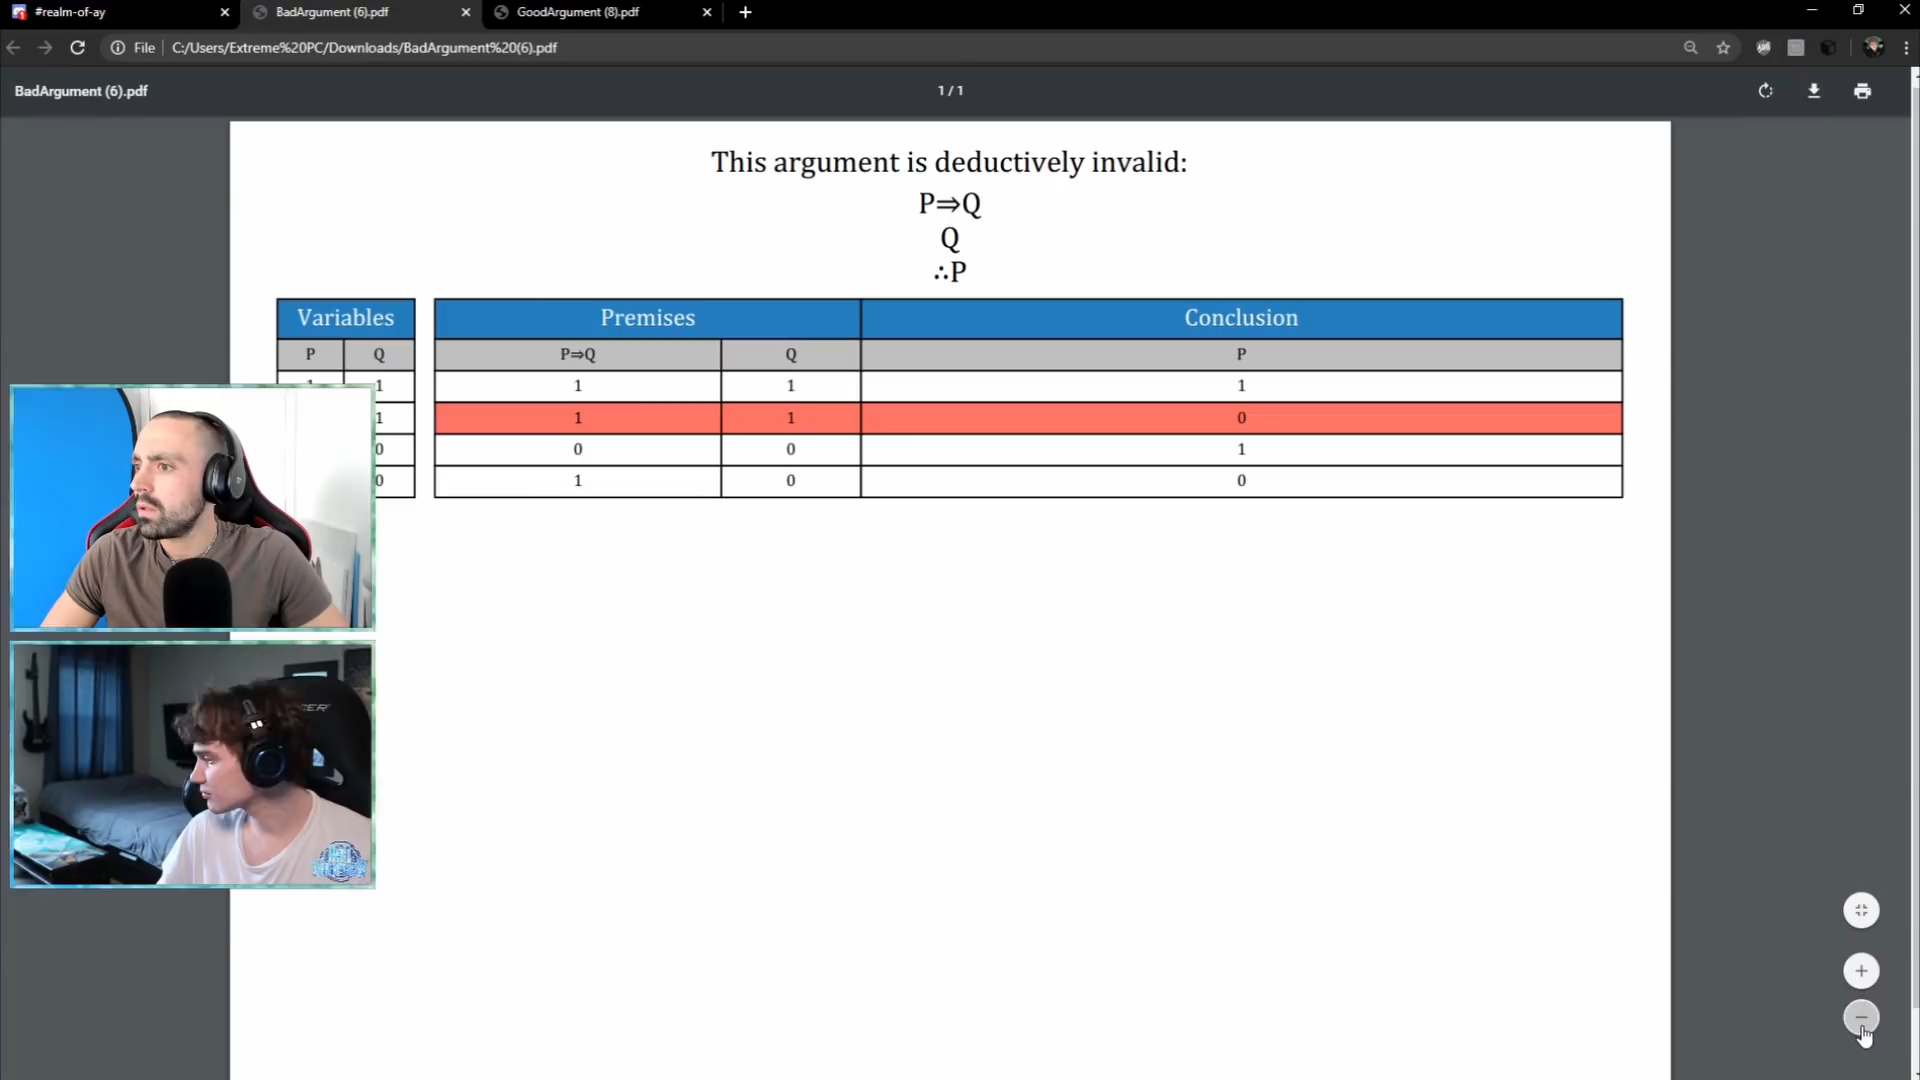 #realm-of-ay
BadArgument (6).pdf
GoodArgument (8).pdf
File
C:/Users/Extreme%20PC/Downloads/BadArgument%20(6).pdf
BadArgument (6).pdf
1 / 1
This argument is deductively invalid:
P⇒Q
Q
∴P
Variables
Premises
Conclusion
P Q P⇒Q Q P
1 1 1 1
1 1 1 0
0 0 0 1
0 1 0 0